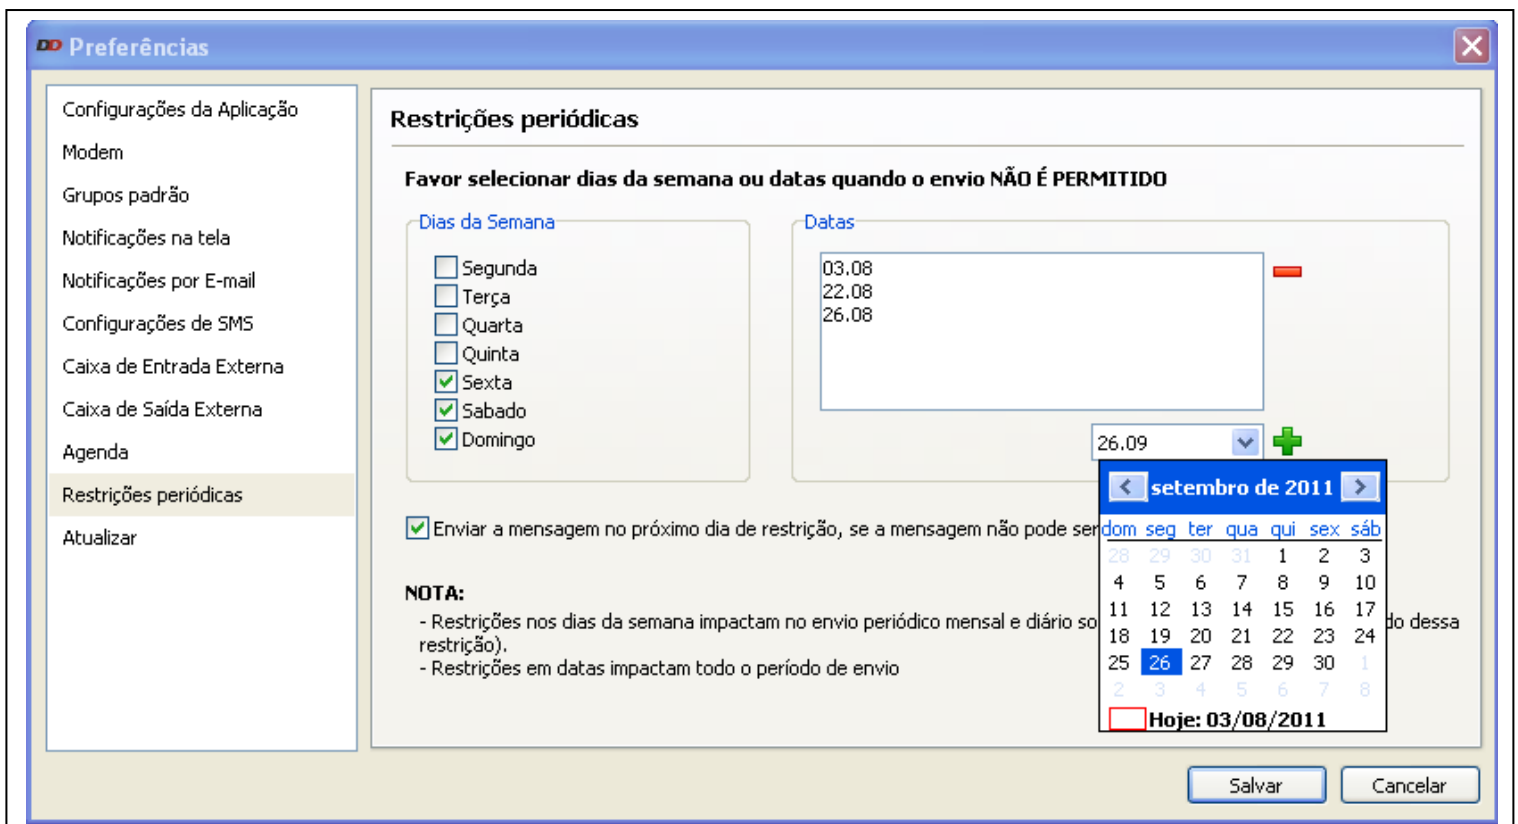 DD Preferências
Configurações da Aplicação
Modem
Grupos padrão
Notificações na tela
Notificações por E-mail
Configurações de SMS
Caixa de Entrada Externa
Caixa de Saída Externa
Agenda
Restrições periódicas
Atualizar
Restrições periódicas
Favor selecionar dias da semana ou datas quando o envio NÃO É PERMITIDO
Dias da Semana
Segunda
Terça
Quarta
Quinta
Sexta
Sabado
Domingo
Datas
03.08
22.08
26.08
26.09
setembro de 2011
dom seg ter qua qui sex sáb
28 29 30 31 1 2 3
4 5 6 7 8 9 10
11 12 13 14 15 16 17
18 19 20 21 22 23 24
25 26 27 28 29 30 1
2 3 4 5 6 7 8
Hoje: 03/08/2011
Enviar a mensagem no próximo dia de restrição, se a mensagem não pode ser
NOTA:
- Restrições nos dias da semana impactam no envio periódico mensal e diário so do dessa
restrição).
- Restrições em datas impactam todo o período de envio
Salvar
Cancelar